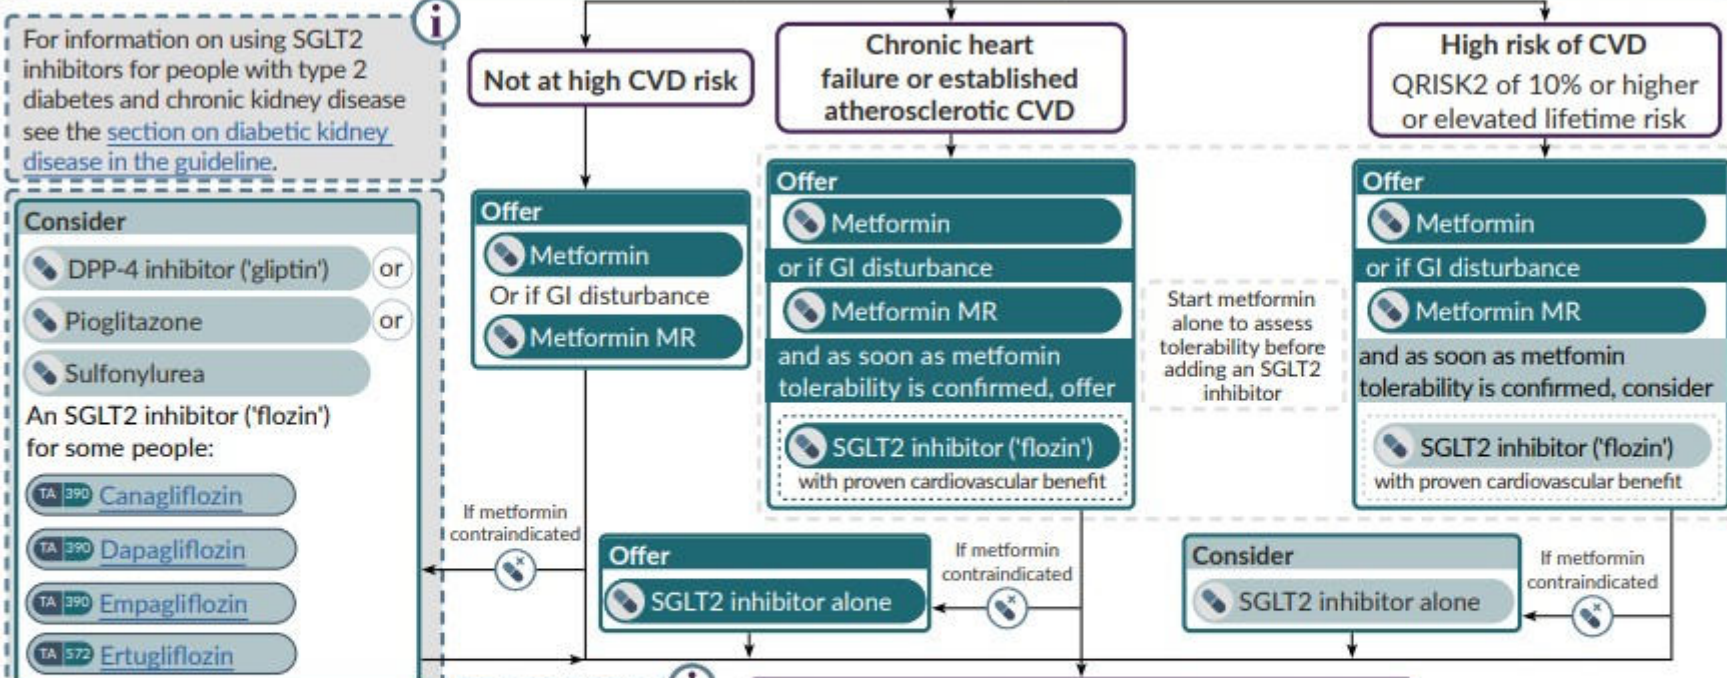 i
For information on using SGLT2
inhibitors for people with type 2
diabetes and chronic kidney disease
see the section on diabetic kidney
disease in the guideline.
Consider
DPP-4 inhibitor ('gliptin') or
Pioglitazone or
Sulfonylurea
An SGLT2 inhibitor ('flozin')
for some people:
TA 390 Canagliflozin
TA 390 Dapagliflozin
TA 390 Empagliflozin
TA 572 Ertugliflozin
Not at high CVD risk
Offer
Metformin
Or if GI disturbance
Metformin MR
If metformin
contraindicated
Chronic heart
failure or established
atherosclerotic CVD
Offer
Metformin
or if GI disturbance
Metformin MR
and as soon as metfomin
tolerability is confirmed, offer
SGLT2 inhibitor ('flozin')
with proven cardiovascular benefit
If metformin
contraindicated
Offer
SGLT2 inhibitor alone
Start metformin
alone to assess
tolerability before
adding an SGLT2
inhibitor
High risk of CVD
QRISK2 of 10% or higher
or elevated lifetime risk
Offer
Metformin
or if GI disturbance
Metformin MR
and as soon as metfomin
tolerability is confirmed, consider
SGLT2 inhibitor ('flozin')
with proven cardiovascular benefit
If metformin
contraindicated
Consider
SGLT2 inhibitor alone
i